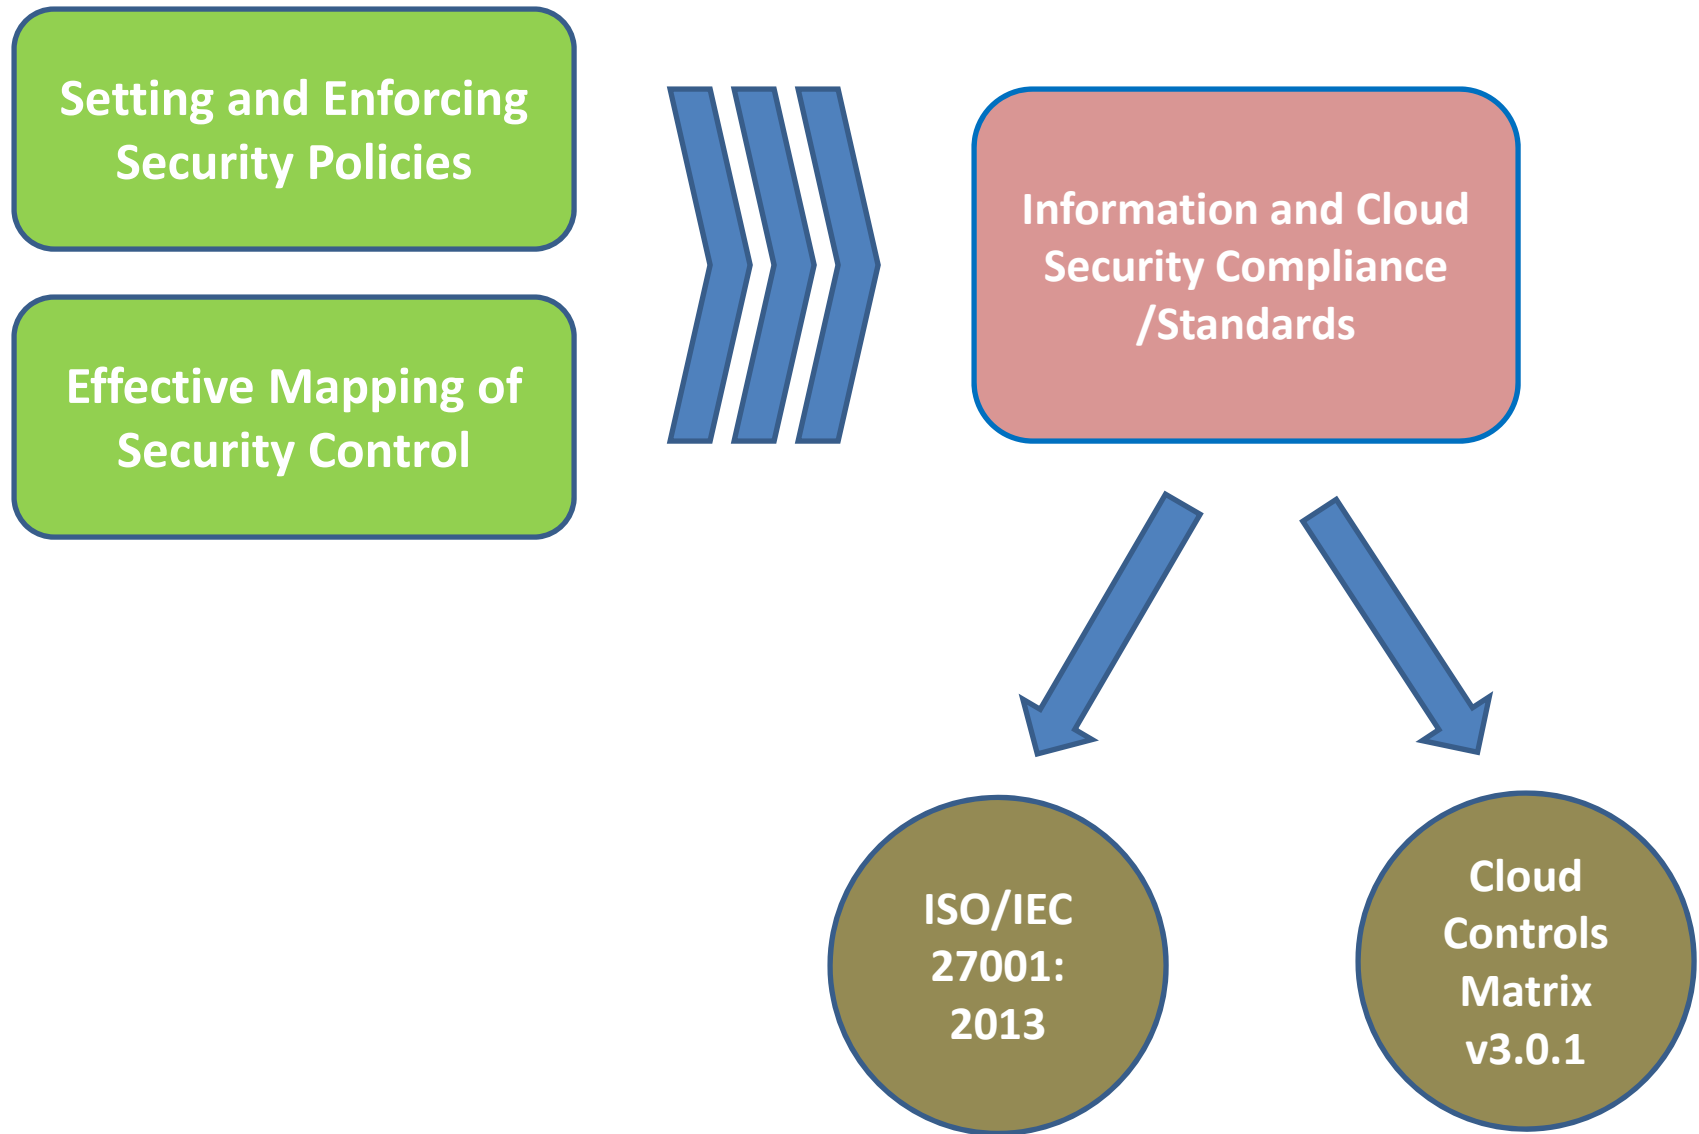 Setting and Enforcing
Security Policies
Effective Mapping of
Security Control
Information and Cloud
Security Compliance
/Standards
ISO/IEC
27001:
2013
Cloud
Controls
Matrix
v3.0.1